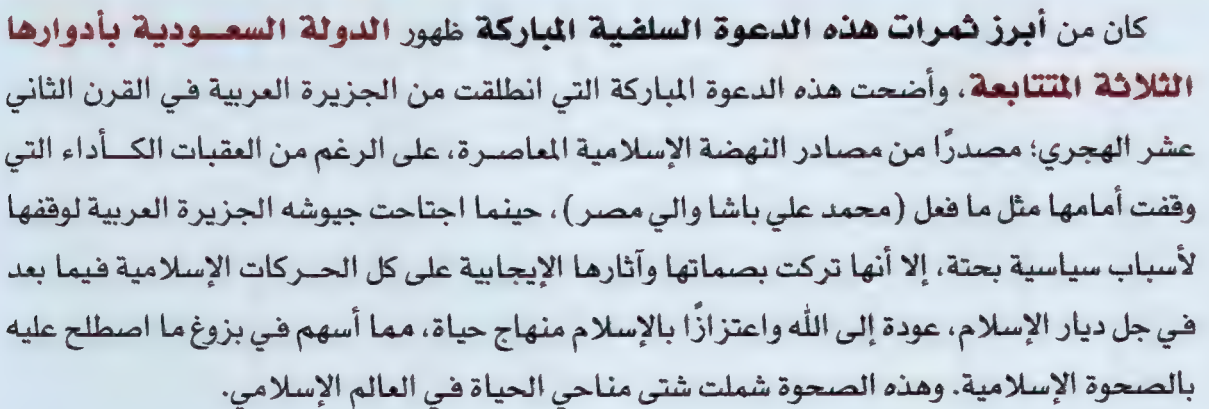 كان من أبرز ثمرات هذه الدعوة السلفية المباركة ظهور الدولة السعودية بأدوارها
الثلاثة المتتابعة، وأضحت هذه الدعوة المباركة التي انطلقت من الجزيرة العربية في القرن الثاني
عشر الهجري؛ مصدرًا من مصادر النهضة الإسلامية المعاصرة، على الرغم من العقبات الكأداء التي
وقفت أمامها مثل ما فعل (محمد علي باشا والي مصر)، حينما اجتاحت جيوشه الجزيرة العربية لوقفها
لأسباب سياسية بحتة، إلا أنها تركت بصماتها وآثارها الإيجابية على كل الحركات الإسلامية فيما بعد
في جل ديار الإسلام، عودة إلى الله واعتزازًا بالإسلام منهاج حياة، مما أسهم في بزوغ ما اصطلح عليه
بالصحوة الإسلامية. وهذه الصحوة شملت شتى مناحي الحياة في العالم الإسلامي.